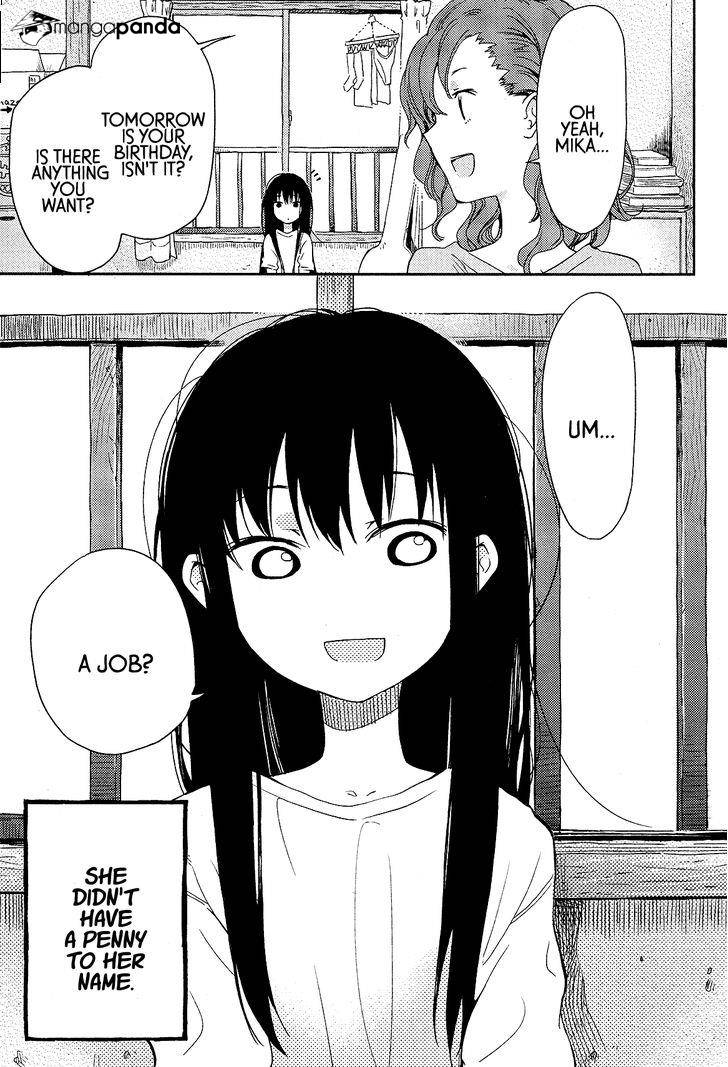 mangapanda
OH
YEAH,
MIKA...
TOMORROW
IS YOUR
BIRTHDAY,
ISN'T IT?
IS THERE
ANYTHING
YOU
WANT?
UM...
A JOB?
SHE
DIDN'T
HAVE
A PENNY
TO HER
NAME.